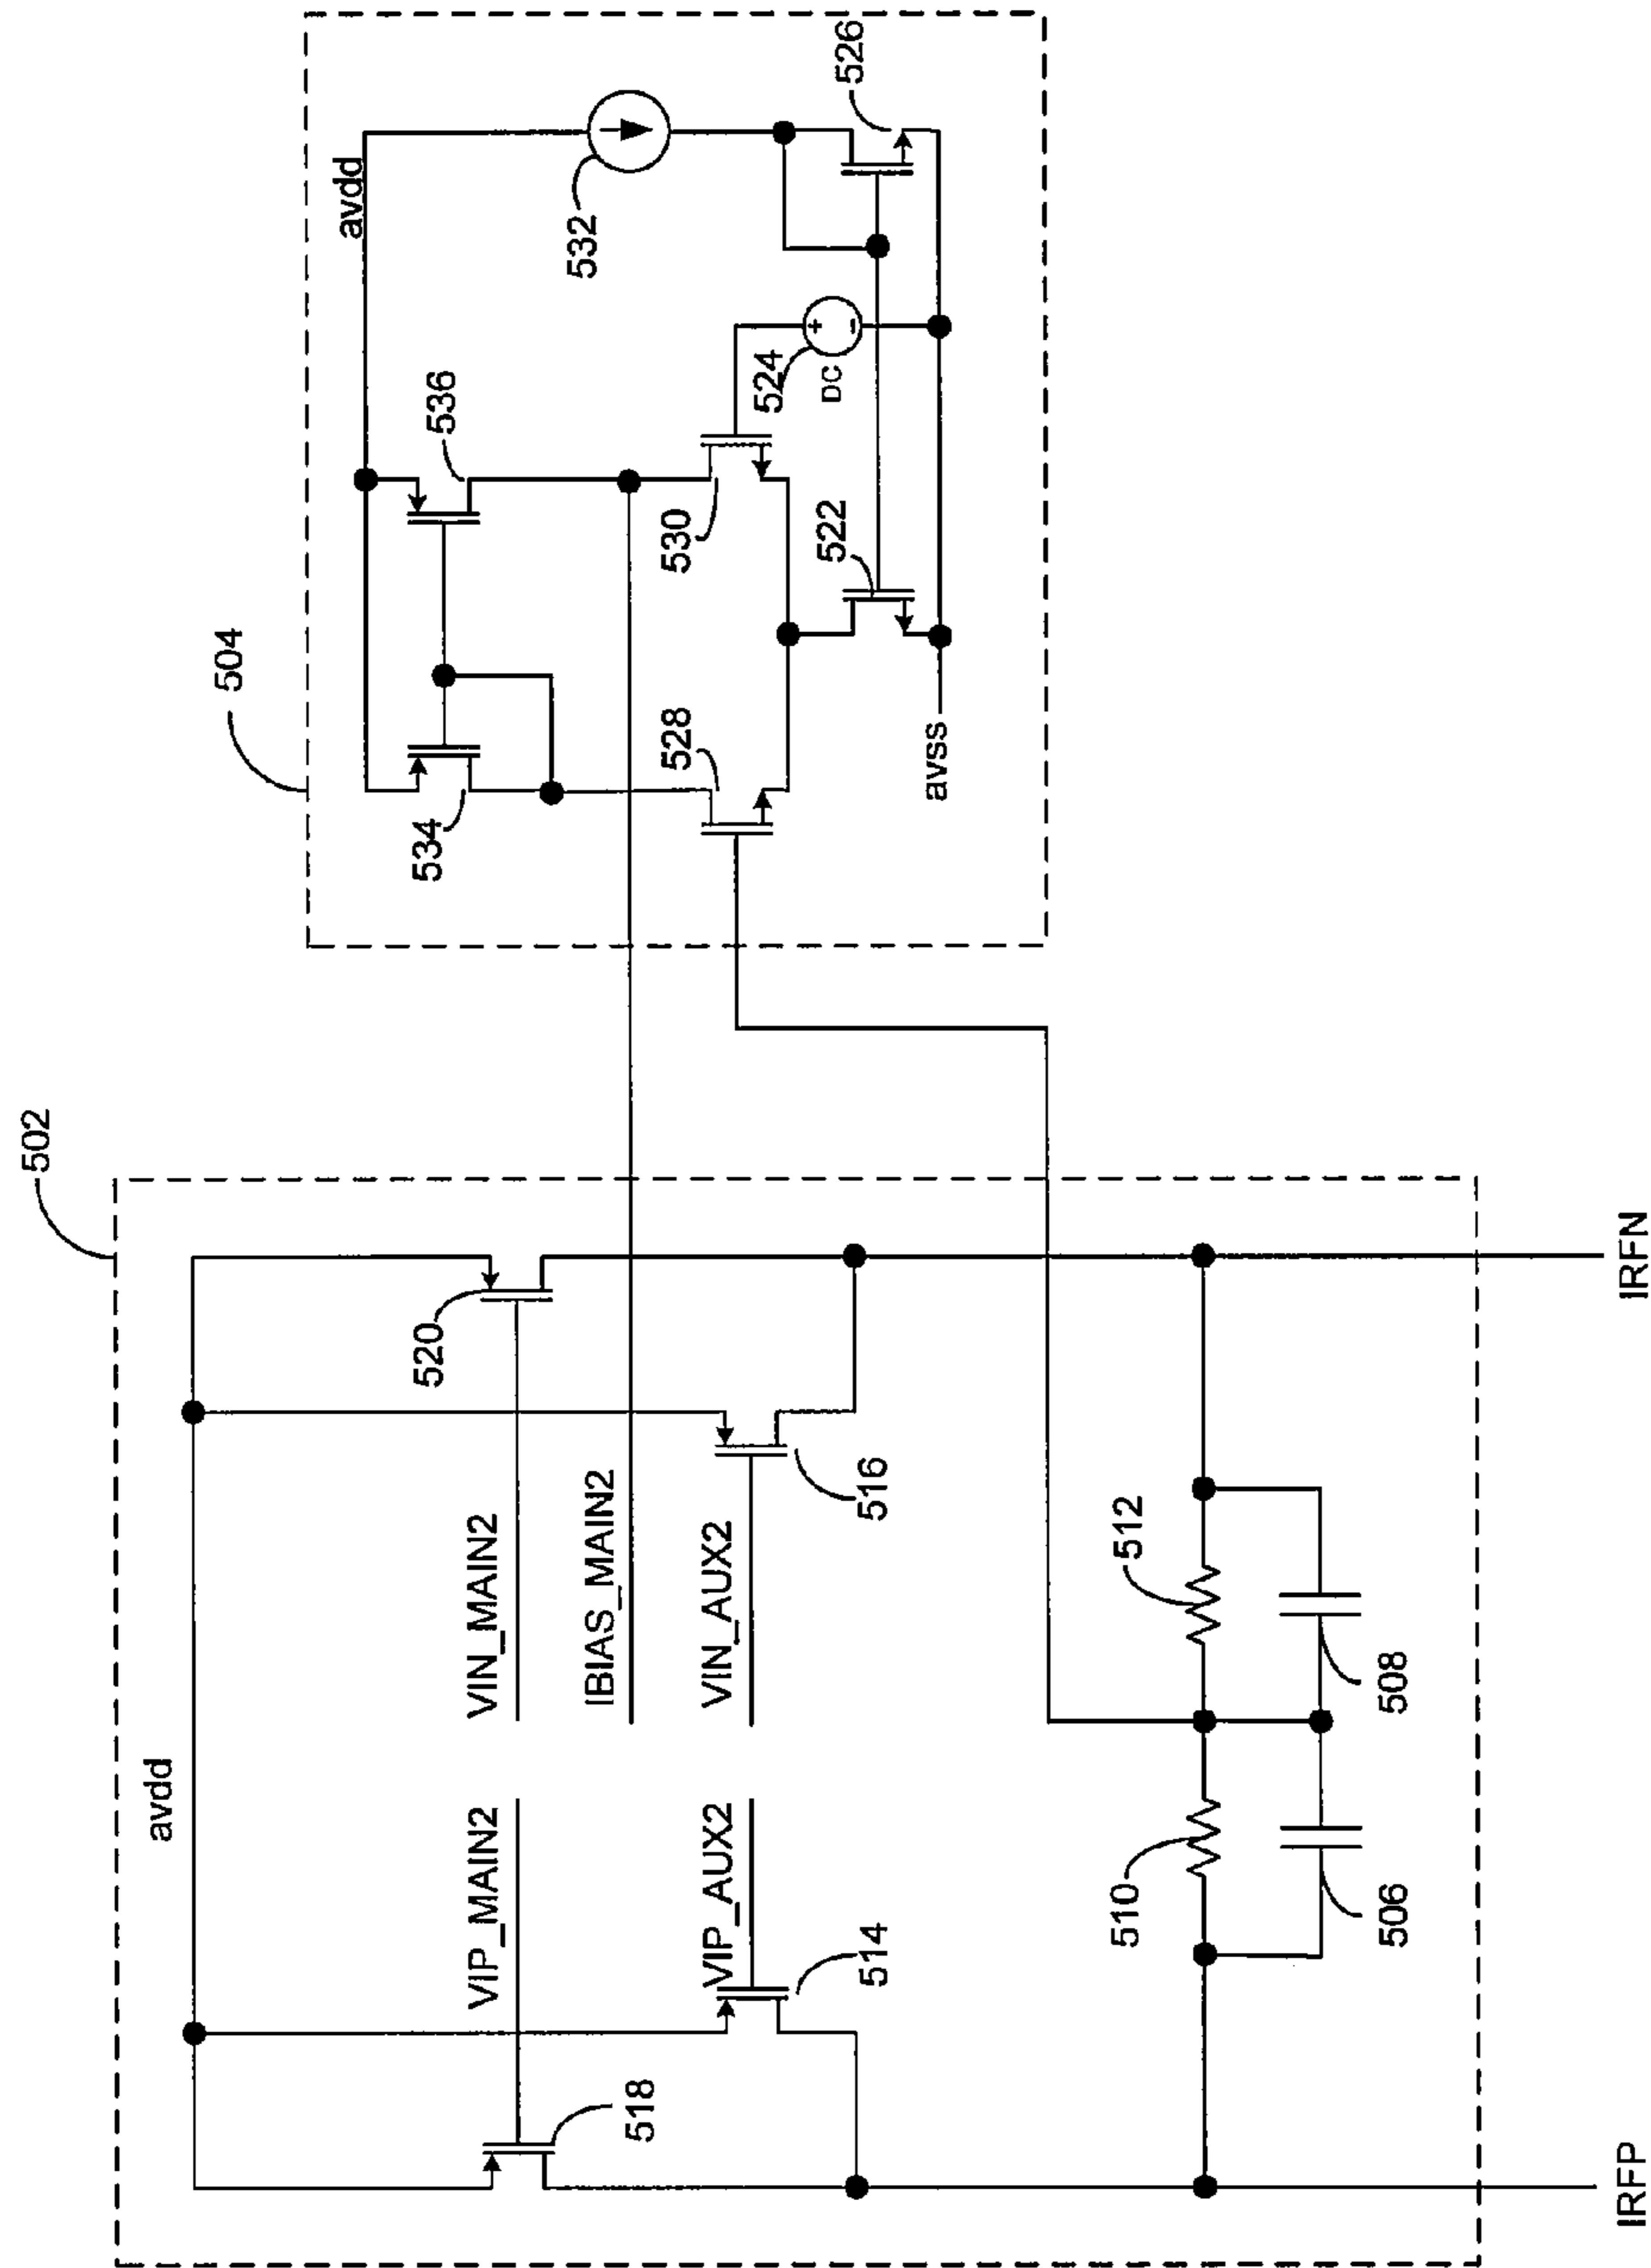 502
avdd
VIP_MAIN2
VIN_MAIN2
520
518
IBIAS_MAIN2
VIP_AUX2
VIN_AUX2
514
516
510
512
506
508
IRFP
IRFN
504
avdd
534
536
532
528
530
524
+
-
DC
522
526
avss